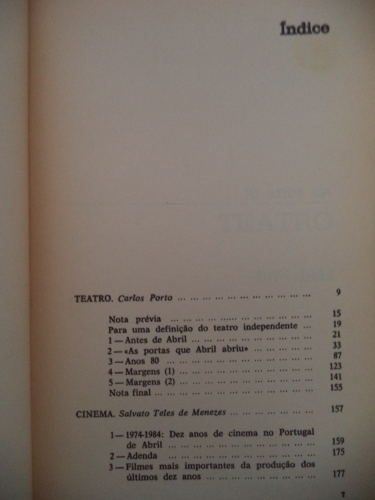 Índice
TEATRO
TEATRO. Carlos Porto ... ... ... ... ... ... ... ... ... ... ... 9
Nota prévia ... ... ... ... ...... ... ... ... ... ... ... 15
Para uma definição do teatro independente ... ... 19
1 — Antes de Abril ... ... ... ... ... ... ... ... ... ... 21
2 — «As portas que Abril abriu» ... ... ... ... ... ... 33
3 — Anos 80 ... ... ... ... ... ... ... ... ... ... ... 87
4 — Margens (1) ... ... ... ... ... ... ... ... ... ... 123
5 — Margens (2) ... ... ... ... ... ... ... ... ... ... 141
Nota final ... ... ... ... ... ... ... ... ... ... ... ... 155
CINEMA. Salvato Teles de Menezes ... ... ... ... ... ... ... 157
1 — 1974-1984: Dez anos de cinema no Portugal
de Abril ... ... ... ... ... ... ... ... ... ... ... 159
2 — Adenda ... ... ... ... ... ... ... ... ... ... ... 175
3 — Filmes mais importantes da produção dos
últimos dez anos ... ... ... ... ... ... ... ... ... 177
7